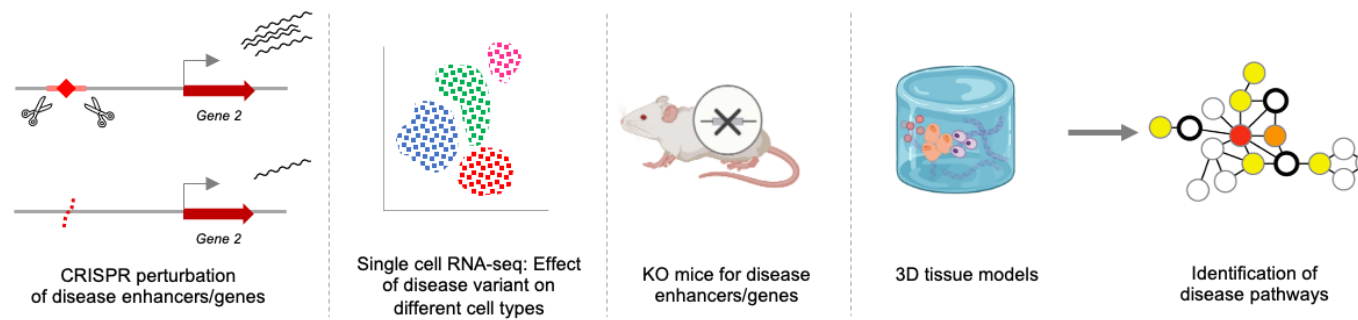 Gene 2
Gene 2
CRISPR perturbation
of disease enhancers/genes
Single cell RNA-seq: Effect
of disease variant on
different cell types
KO mice for disease
enhancers/genes
3D tissue models
Identification of
disease pathways